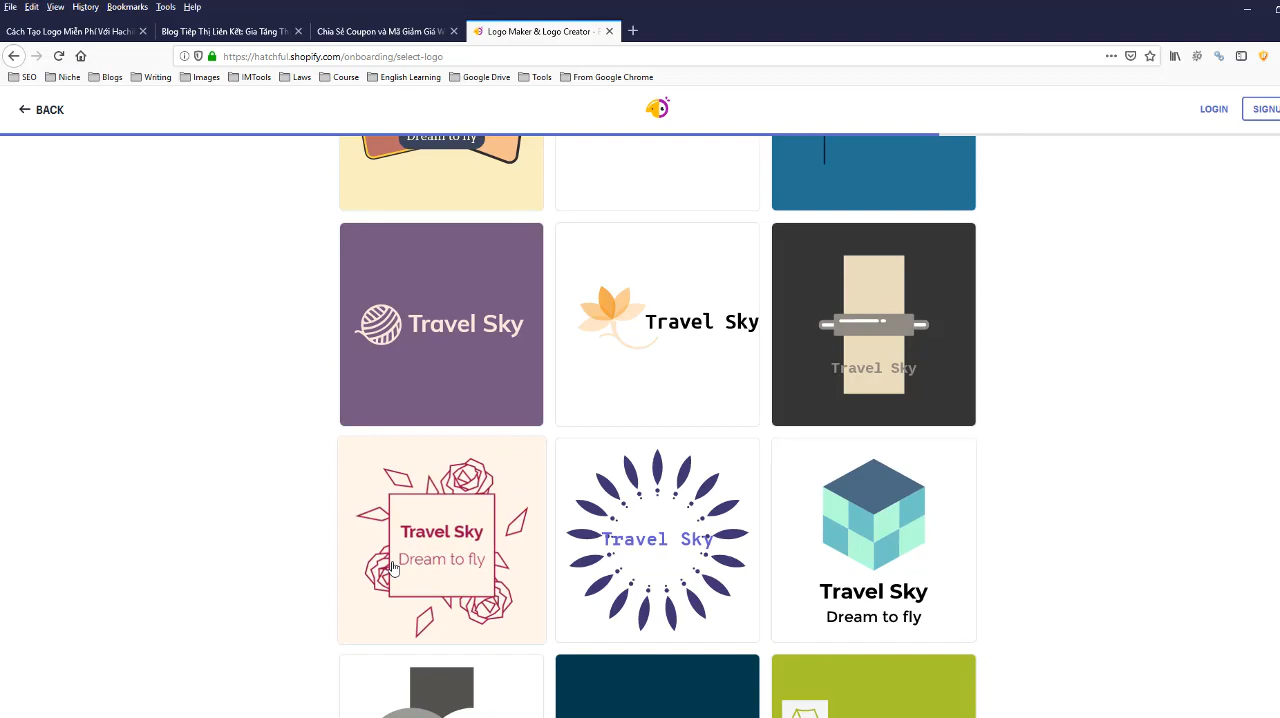 File Edit View History Bookmarks Tools Help
Cách Tạo Logo Miễn Phí Với Hachi
Blog Tiếp Thị Liên Kết: Gia Tăng Th
Chia Sẻ Coupon và Mã Giảm Giá W
Logo Maker & Logo Creator - F
https://hatchful.shopify.com/onboarding/select-logo
SEO Niche Blogs Writing Images IMTools Laws Course English Learning Google Drive Tools From Google Chrome
BACK
LOGIN
SIGNU
Dream to fly
Travel Sky
Travel Sky
Travel Sky
Travel Sky
Dream to fly
Travel Sky
Travel Sky
Dream to fly